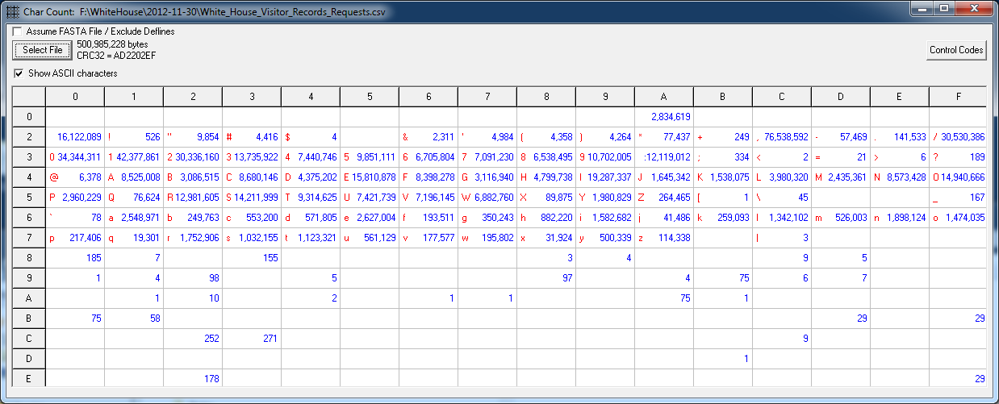 Char Count: F:\WhiteHouse\2012-11-30\White_House_Visitor_Records_Requests.csv
Assume FASTA File / Exclude Deflines
Select File 500,985,228 bytes Control Codes
CRC32 = AD2202EF
Show ASCII characters
0 1 2 3 4 5 6 7 8 9 A B C D E F
0 2,834,619
2 16,122,089 ! 526 " 9,854 # 4,416 $ 4 & 2,311 ' 4,984 ( 4,358 ) 4,264 * 77,437 + 249 , 76,538,592 - 57,469 . 141,533 / 30,530,386
3 0 34,344,311 1 42,377,861 2 30,336,160 3 13,735,922 4 7,440,746 5 9,851,111 6 6,705,804 7 7,091,230 8 6,538,495 9 10,702,005 : 12,119,012 ; 334 < 2 = 21 > 6 ? 189
4 @ 6,378 A 8,525,008 B 3,086,515 C 8,680,146 D 4,375,202 E 15,810,878 F 8,398,278 G 3,116,940 H 4,799,738 I 19,287,337 J 1,645,342 K 1,538,075 L 3,980,320 M 2,435,361 N 8,573,428 O 14,940,666
5 P 2,960,229 Q 76,624 R 12,981,605 S 14,211,999 T 9,314,625 U 7,421,739 V 7,196,145 W 6,882,760 X 89,875 Y 1,980,829 Z 264,465 [ 1 \ 45 _ 167
6 ` 78 a 2,548,971 b 249,763 c 553,200 d 571,805 e 2,627,004 f 193,511 g 350,243 h 882,220 i 1,582,682 j 41,486 k 259,093 l 1,342,102 m 526,003 n 1,898,124 o 1,474,035
7 p 217,406 q 19,301 r 1,752,906 s 1,032,155 t 1,123,321 u 561,129 v 177,577 w 195,802 x 31,924 y 500,339 z 114,338 | 3
8 185 7 155 3 4 9 5
9 1 4 98 5 97 4 75 6 7
A 1 10 2 1 1 75 1
B 75 58 29 29
C 252 271 9
D 1
E 178 29